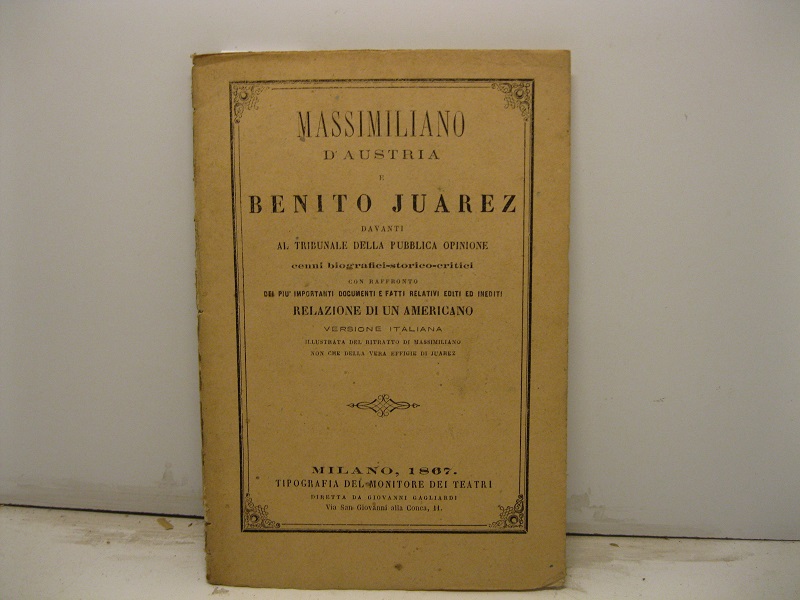 MASSIMILIANO
D'AUSTRIA
E
BENITO JUAREZ
DAVANTI
AL TRIBUNALE DELLA PUBBLICA OPINIONE
cenni biografici-storico-critici
CON RAFFRONTO
DEI PIU' IMPORTANTI DOCUMENTI E FATTI RELATIVI EDITI ED INEDITI
RELAZIONE DI UN AMERICANO
VERSIONE ITALIANA
ILLUSTRATA DEL RITRATTO DI MASSIMILIANO
NON CHE DELLA VERA EFFIGIE DI JUAREZ
MILANO, 1867.
TIPOGRAFIA DEL MONITORE DEI TEATRI
DIRETTA DA GIOVANNI GAGLIARDI
Via San Giovanni alla Conca, 11.